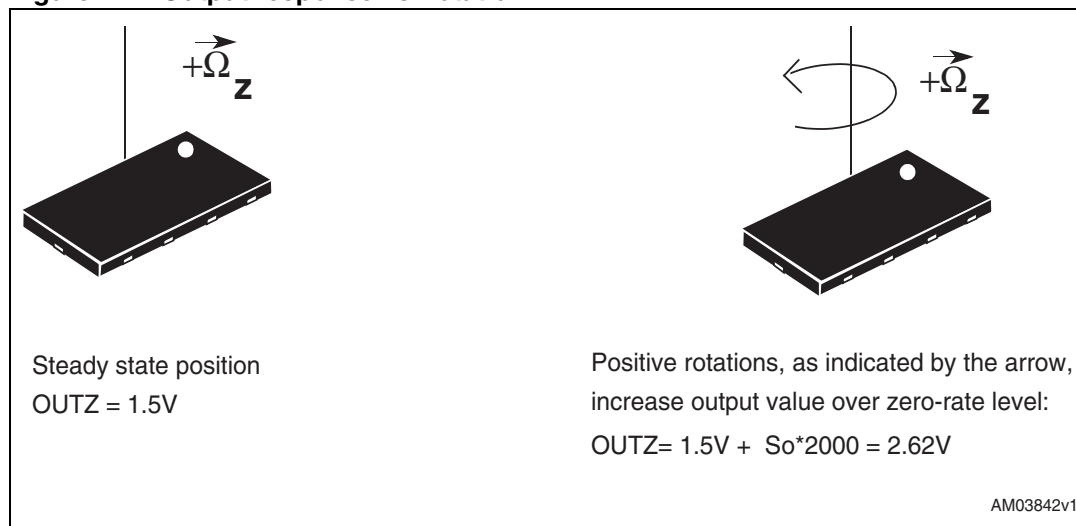 +Ω z
+Ω z
Steady state position
OUTZ = 1.5V
Positive rotations, as indicated by the arrow,
increase output value over zero-rate level:
OUTZ= 1.5V + So*2000 = 2.62V
AM03842v1